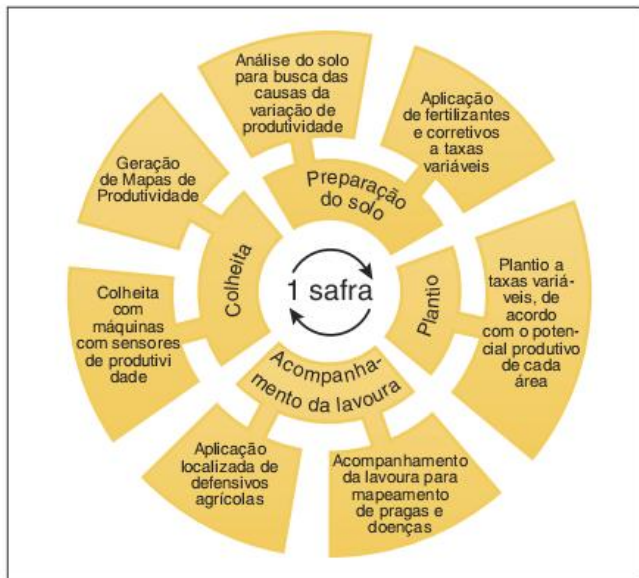 Análise do solo
para busca das
causas da
variação de
produtividade
Aplicação
de fertilizantes
e corretivos
a taxas
variáveis
Geração
de Mapas de
Produtividade
Preparação
do solo
Colheita
1 safra
Plantio
Plantio a
taxas variá-
veis, de
acordo
com o poten-
cial produtivo
de cada
área
Colheita
com
máquinas
com sensores
de produtivi
dade
Acompanha-
mento da lavoura
Aplicação
localizada de
defensivos
agrícolas
Acompanhamento
da lavoura para
mapeamento
de pragas e
doenças